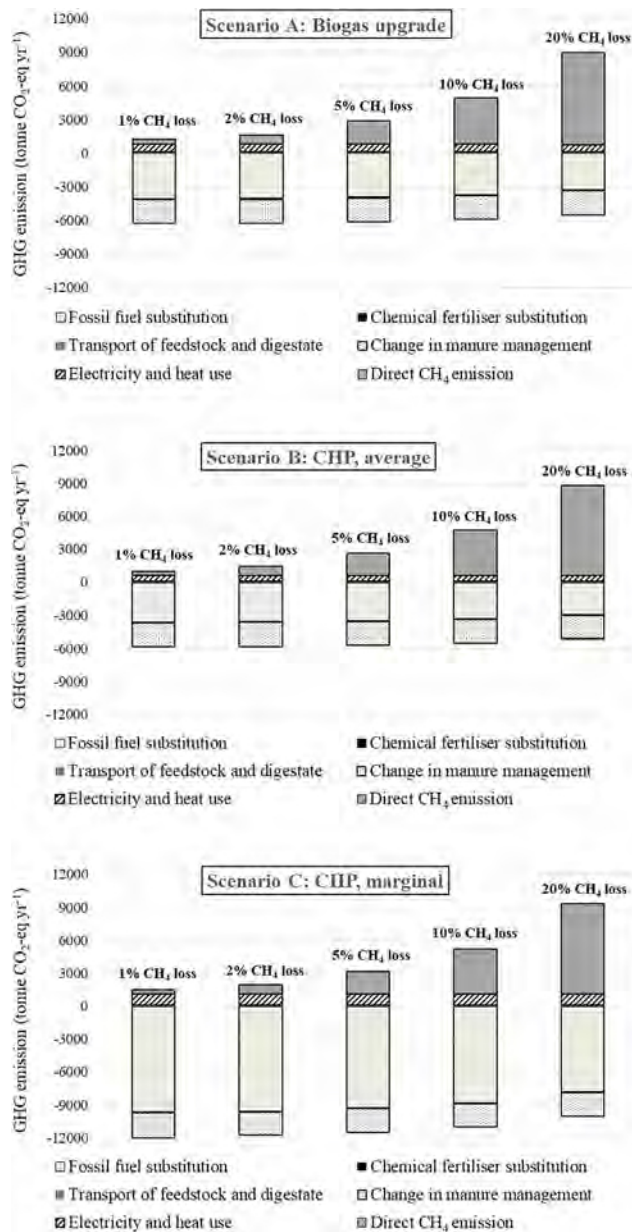 Scenario A: Biogas upgrade
GHG emission (tonne CO₂-eq yr⁻¹)
12000
9000
6000
3000
0
-3000
-6000
-9000
-12000
1% CH₄ loss
2% CH₄ loss
5% CH₄ loss
10% CH₄ loss
20% CH₄ loss
Fossil fuel substitution
Chemical fertiliser substitution
Transport of feedstock and digestate
Change in manure management
Electricity and heat use
Direct CH₄ emission
Scenario B: CHP, average
GHG emission (tonne CO₂-eq yr⁻¹)
12000
9000
6000
3000
0
-3000
-6000
-9000
-12000
1% CH₄ loss
2% CH₄ loss
5% CH₄ loss
10% CH₄ loss
20% CH₄ loss
Fossil fuel substitution
Chemical fertiliser substitution
Transport of feedstock and digestate
Change in manure management
Electricity and heat use
Direct CH₄ emission
Scenario C: CHP, marginal
GHG emission (tonne CO₂-eq yr⁻¹)
12000
9000
6000
3000
0
-3000
-6000
-9000
-12000
1% CH₄ loss
2% CH₄ loss
5% CH₄ loss
10% CH₄ loss
20% CH₄ loss
Fossil fuel substitution
Chemical fertiliser substitution
Transport of feedstock and digestate
Change in manure management
Electricity and heat use
Direct CH₄ emission